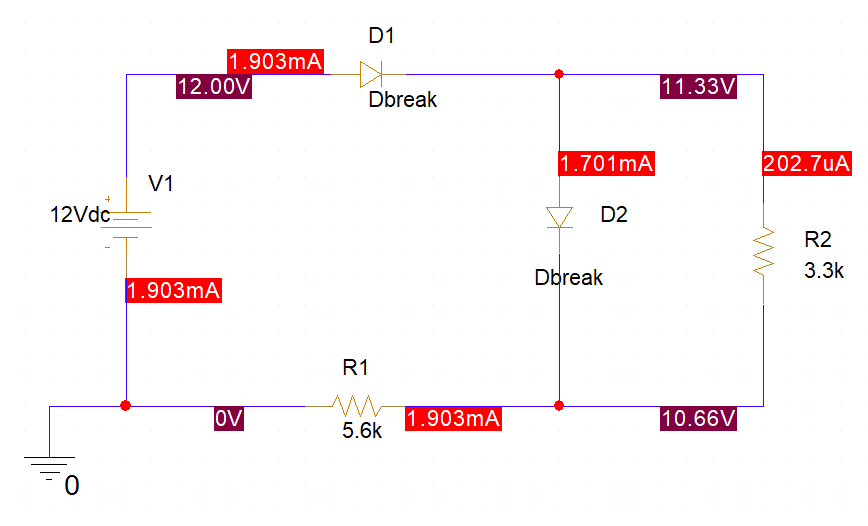 D1
1.903mA
12.00V
11.33V
Dbreak
1.701mA
202.7uA
V1
12Vdc
+
-
D2
R2
3.3k
Dbreak
1.903mA
R1
0V
5.6k
1.903mA
10.66V
0